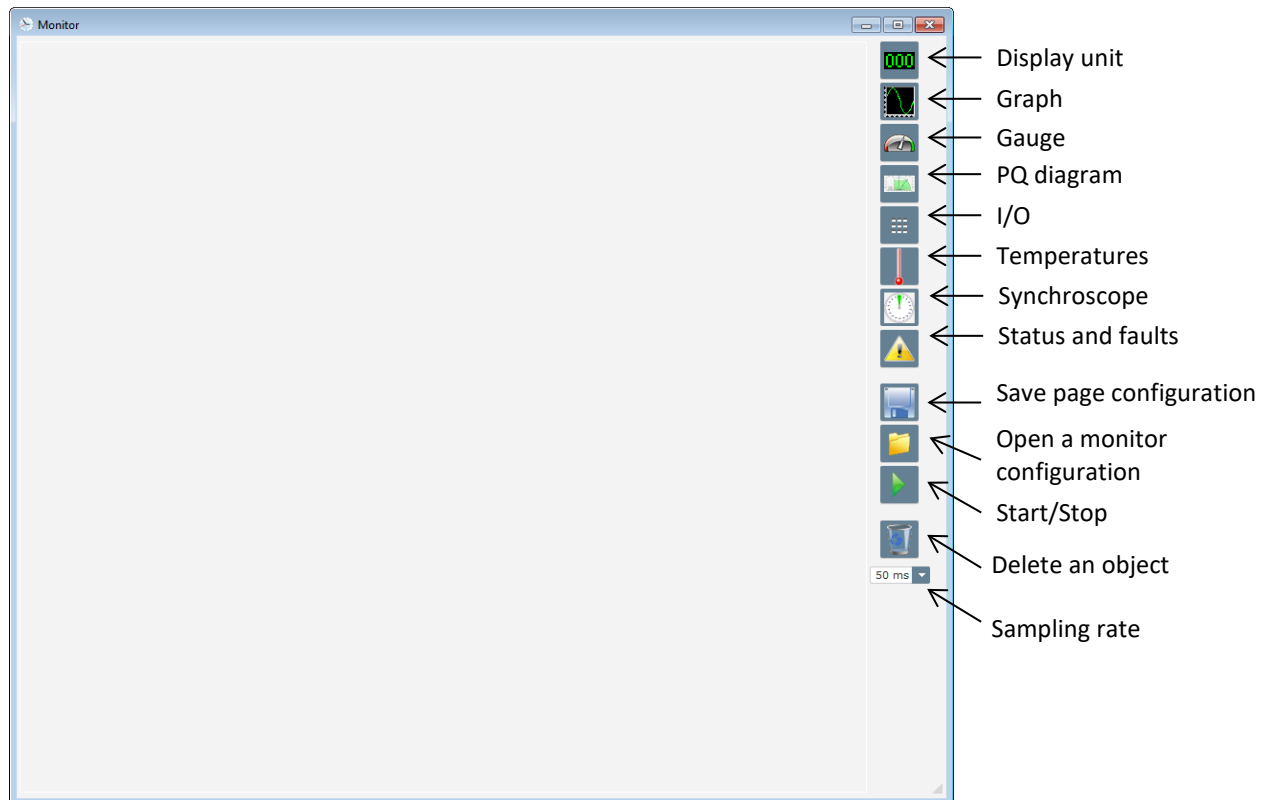 Monitor
000
Display unit
Graph
Gauge
PQ diagram
I/O
Temperatures
Synchroscope
Status and faults
Save page configuration
Open a monitor
configuration
Start/Stop
Delete an object
50 ms
Sampling rate